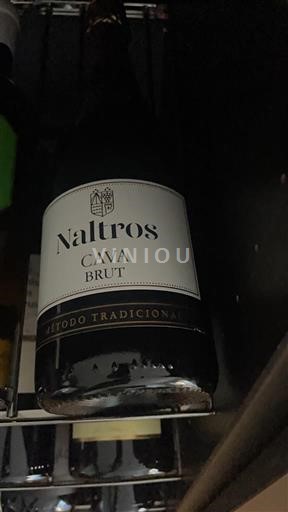 Naltros
CAVA
BRUT
VINIOU
MÉTODO TRADICIONAL